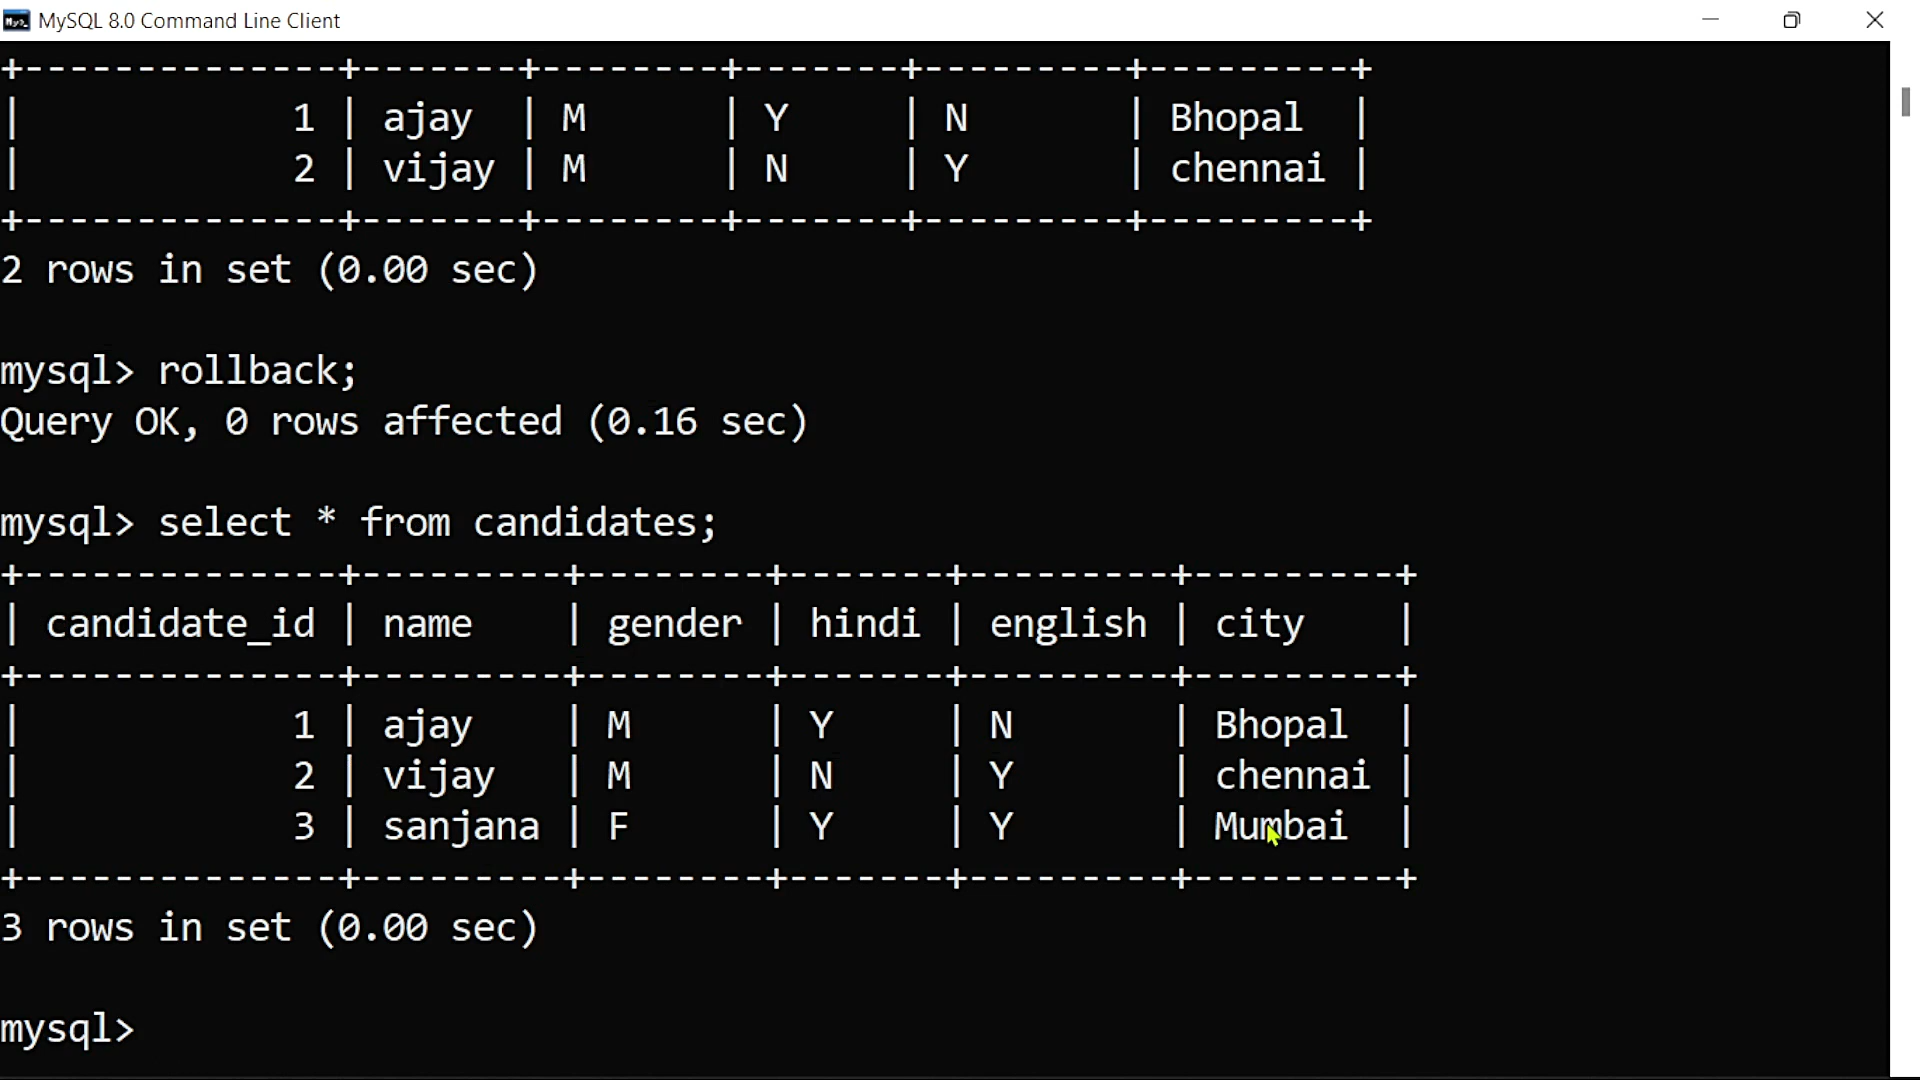 MySQL 8.0 Command Line Client
+--------------+-------+--------+-------+---------+---------+
|            1 | ajay  | M      | Y     | N       | Bhopal  |
|            2 | vijay | M      | N     | Y       | chennai |
+--------------+-------+--------+-------+---------+---------+
2 rows in set (0.00 sec)
mysql> rollback;
Query OK, 0 rows affected (0.16 sec)
mysql> select * from candidates;
+--------------+---------+--------+-------+---------+---------+
| candidate_id | name    | gender | hindi | english | city    |
+--------------+---------+--------+-------+---------+---------+
|            1 | ajay    | M      | Y     | N       | Bhopal  |
|            2 | vijay   | M      | N     | Y       | chennai |
|            3 | sanjana | F      | Y     | Y       | Mumbai  |
+--------------+---------+--------+-------+---------+---------+
3 rows in set (0.00 sec)
mysql>